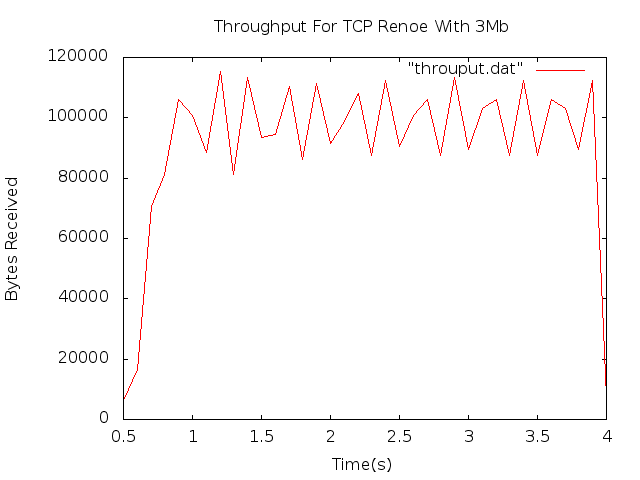 Throughput For TCP Renoe With 3Mb
120000
"throuput.dat"
100000
80000
60000
40000
20000
0
Bytes Received
0.5 1 1.5 2 2.5 3 3.5 4
Time(s)